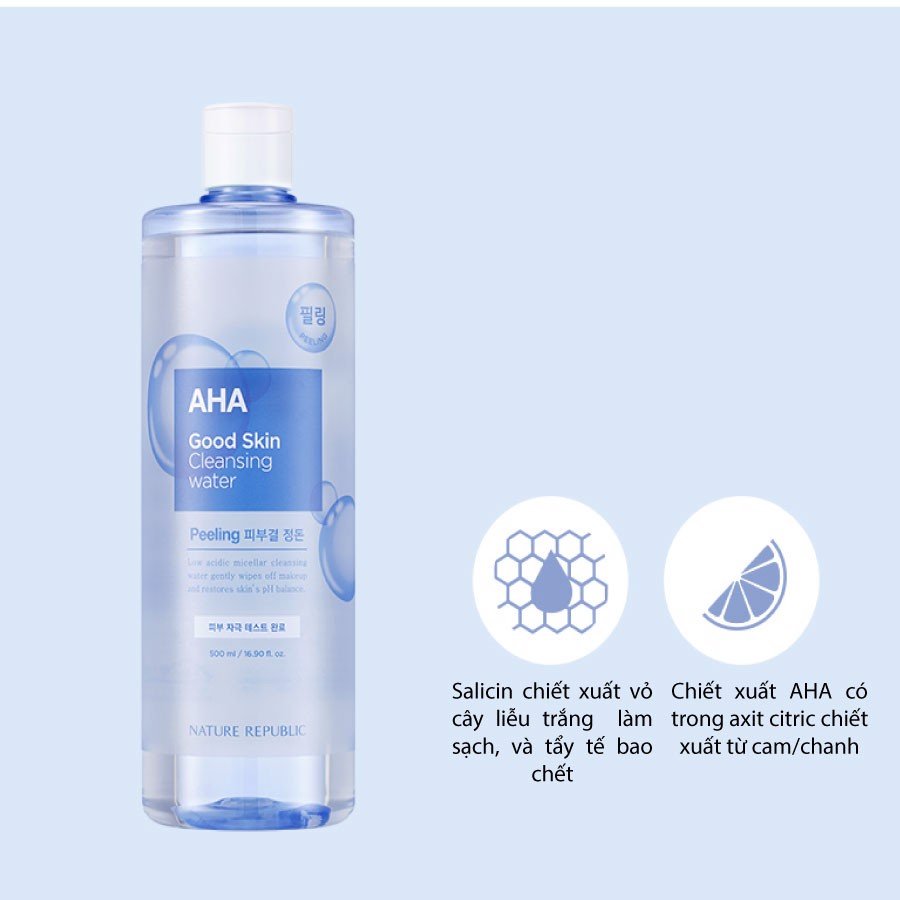 필링
PEELING
AHA
Good Skin
Cleansing
water
Peeling 피부결 정돈
Low acidic micellar cleansing
water gently wipes off makeup
and restores skin's pH balance.
피부 자극 테스트 완료
500 ml / 16.90 fl. oz.
NATURE REPUBLIC
Salicin chiết xuất vỏ
cây liễu trắng làm
sạch, và tẩy tế bao
chết
Chiết xuất AHA có
trong axit citric chiết
xuất từ cam/chanh